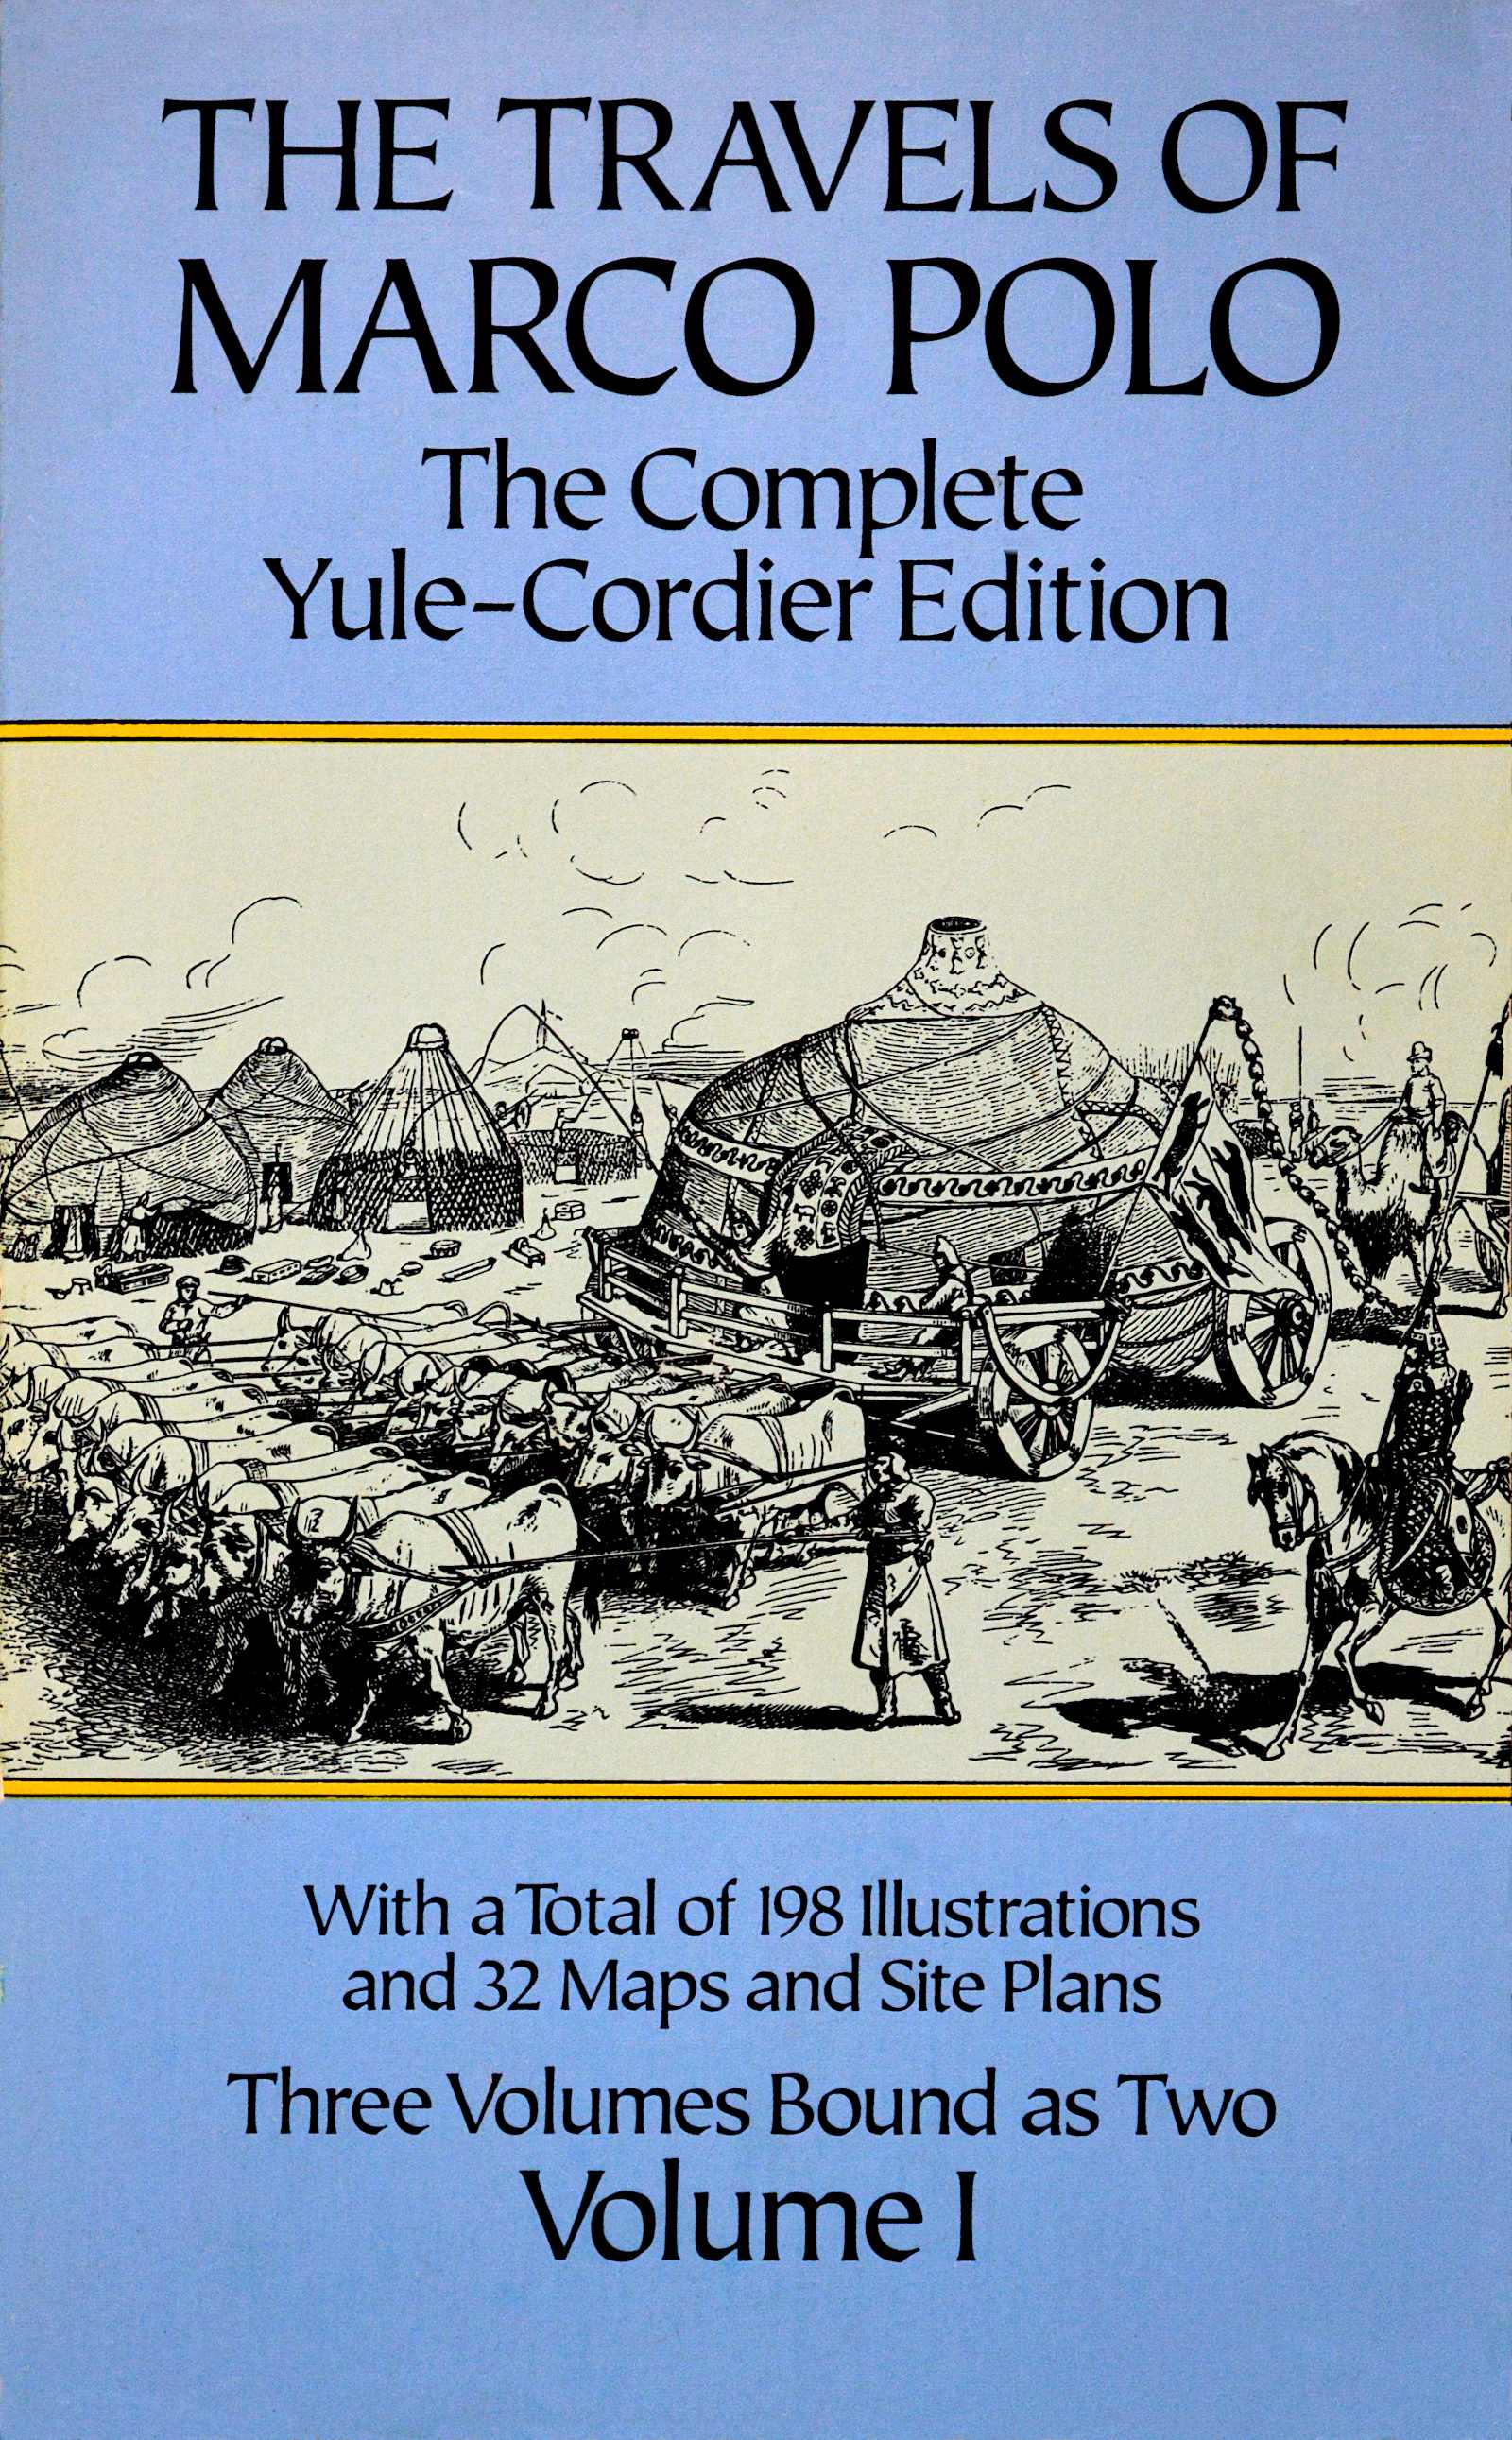 THE TRAVELS OF
MARCO POLO
The Complete
Yule-Cordier Edition
With a Total of 198 Illustrations
and 32 Maps and Site Plans
Three Volumes Bound as Two
Volume I